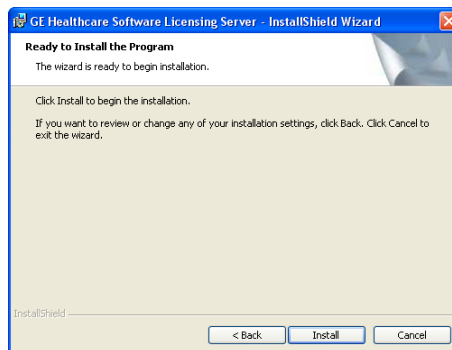 GE Healthcare Software Licensing Server - InstallShield Wizard
Ready to Install the Program
The wizard is ready to begin installation.
Click Install to begin the installation.
If you want to review or change any of your installation settings, click Back. Click Cancel to
exit the wizard.
InstallShield
< Back Install Cancel